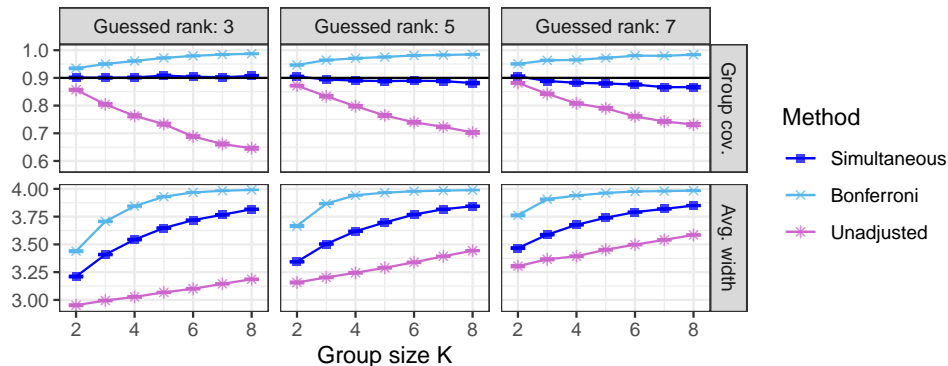 Guessed rank: 3 Guessed rank: 5 Guessed rank: 7
1.0
0.9
0.8
0.7
0.6
Group cov.
4.00
3.75
3.50
3.25
3.00
Avg. width
2 4 6 8 2 4 6 8 2 4 6 8
Group size K
Method
Simultaneous
Bonferroni
Unadjusted